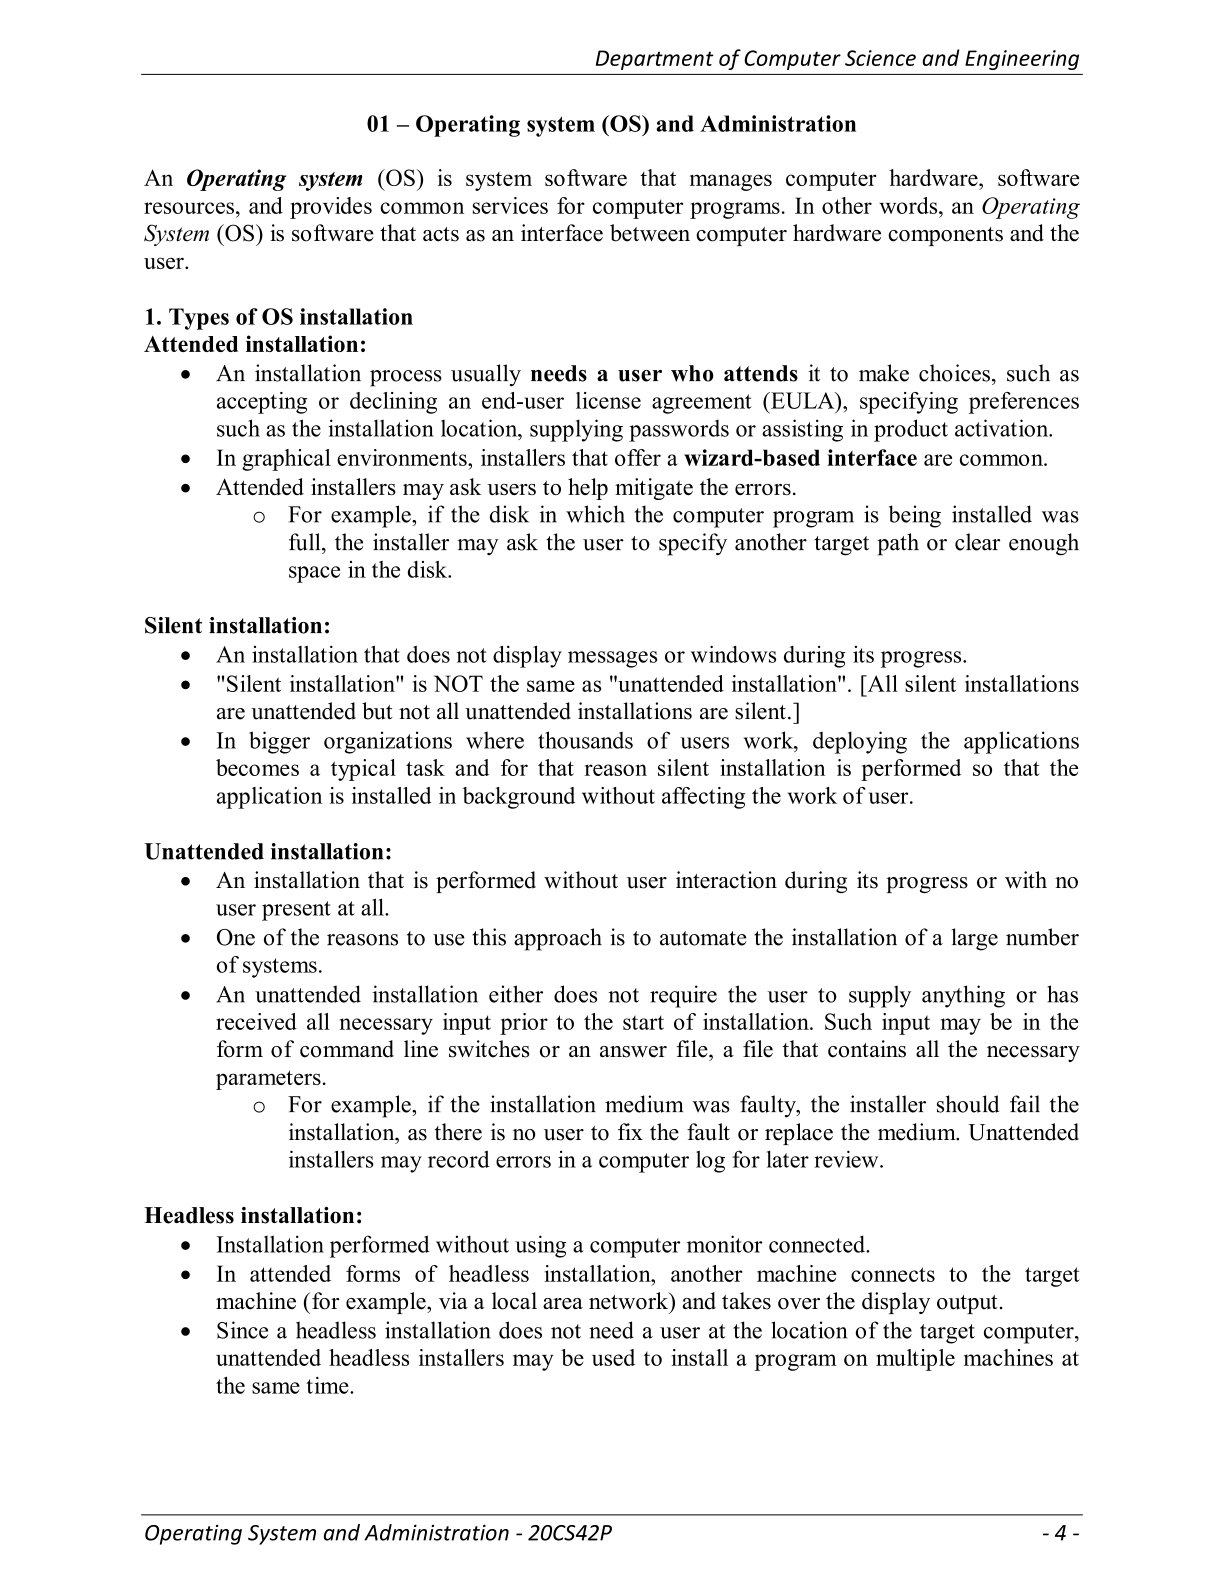 Department of Computer Science and Engineering
01 – Operating system (OS) and Administration
An Operating system (OS) is system software that manages computer hardware, software
resources, and provides common services for computer programs. In other words, an Operating
System (OS) is software that acts as an interface between computer hardware components and the
user.
1. Types of OS installation
Attended installation:
• An installation process usually needs a user who attends it to make choices, such as
accepting or declining an end-user license agreement (EULA), specifying preferences
such as the installation location, supplying passwords or assisting in product activation.
• In graphical environments, installers that offer a wizard-based interface are common.
• Attended installers may ask users to help mitigate the errors.
o For example, if the disk in which the computer program is being installed was
full, the installer may ask the user to specify another target path or clear enough
space in the disk.
Silent installation:
• An installation that does not display messages or windows during its progress.
• "Silent installation" is NOT the same as "unattended installation". [All silent installations
are unattended but not all unattended installations are silent.]
• In bigger organizations where thousands of users work, deploying the applications
becomes a typical task and for that reason silent installation is performed so that the
application is installed in background without affecting the work of user.
Unattended installation:
• An installation that is performed without user interaction during its progress or with no
user present at all.
• One of the reasons to use this approach is to automate the installation of a large number
of systems.
• An unattended installation either does not require the user to supply anything or has
received all necessary input prior to the start of installation. Such input may be in the
form of command line switches or an answer file, a file that contains all the necessary
parameters.
o For example, if the installation medium was faulty, the installer should fail the
installation, as there is no user to fix the fault or replace the medium. Unattended
installers may record errors in a computer log for later review.
Headless installation:
• Installation performed without using a computer monitor connected.
• In attended forms of headless installation, another machine connects to the target
machine (for example, via a local area network) and takes over the display output.
• Since a headless installation does not need a user at the location of the target computer,
unattended headless installers may be used to install a program on multiple machines at
the same time.
Operating System and Administration - 20CS42P - 4 -